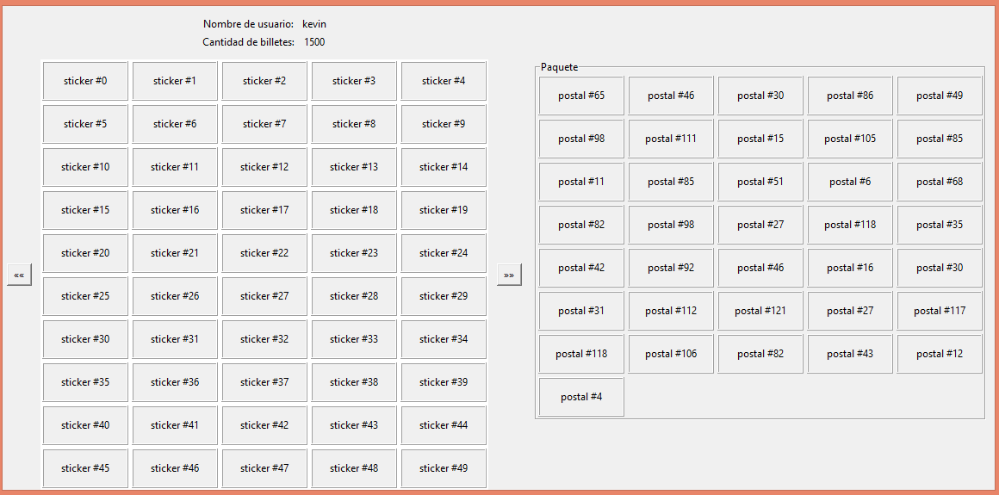 Nombre de usuario: kevin
Cantidad de billetes: 1500
sticker #0 sticker #1 sticker #2 sticker #3 sticker #4
sticker #5 sticker #6 sticker #7 sticker #8 sticker #9
sticker #10 sticker #11 sticker #12 sticker #13 sticker #14
sticker #15 sticker #16 sticker #17 sticker #18 sticker #19
sticker #20 sticker #21 sticker #22 sticker #23 sticker #24
sticker #25 sticker #26 sticker #27 sticker #28 sticker #29
sticker #30 sticker #31 sticker #32 sticker #33 sticker #34
sticker #35 sticker #36 sticker #37 sticker #38 sticker #39
sticker #40 sticker #41 sticker #42 sticker #43 sticker #44
sticker #45 sticker #46 sticker #47 sticker #48 sticker #49
««
»»
Paquete
postal #65 postal #46 postal #30 postal #86 postal #49
postal #98 postal #111 postal #15 postal #105 postal #85
postal #11 postal #85 postal #51 postal #6 postal #68
postal #82 postal #98 postal #27 postal #118 postal #35
postal #42 postal #92 postal #46 postal #16 postal #30
postal #31 postal #112 postal #121 postal #27 postal #117
postal #118 postal #106 postal #82 postal #43 postal #12
postal #4